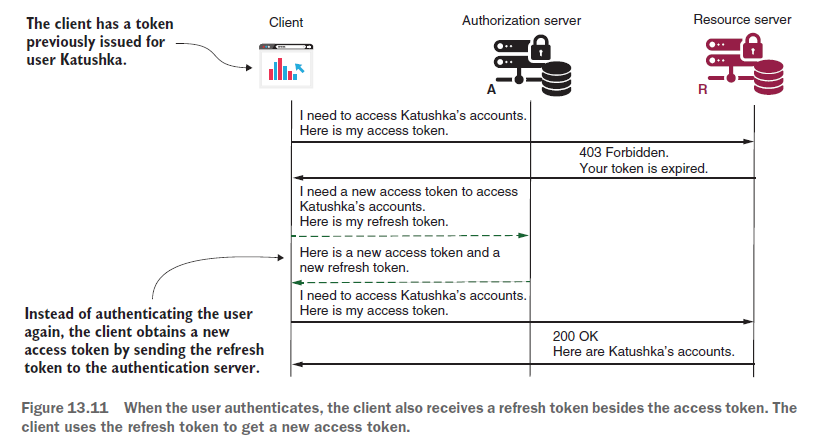 The client has a token
previously issued for
user Katushka.
Client
Authorization server
Resource server
A
R
I need to access Katushka's accounts.
Here is my access token.
403 Forbidden.
Your token is expired.
I need a new access token to access
Katushka's accounts.
Here is my refresh token.
Here is a new access token and a
new refresh token.
Instead of authenticating the user
again, the client obtains a new
access token by sending the refresh
token to the authentication server.
I need to access Katushka's accounts.
Here is my access token.
200 OK
Here are Katushka's accounts.
Figure 13.11 When the user authenticates, the client also receives a refresh token besides the access token. The
client uses the refresh token to get a new access token.